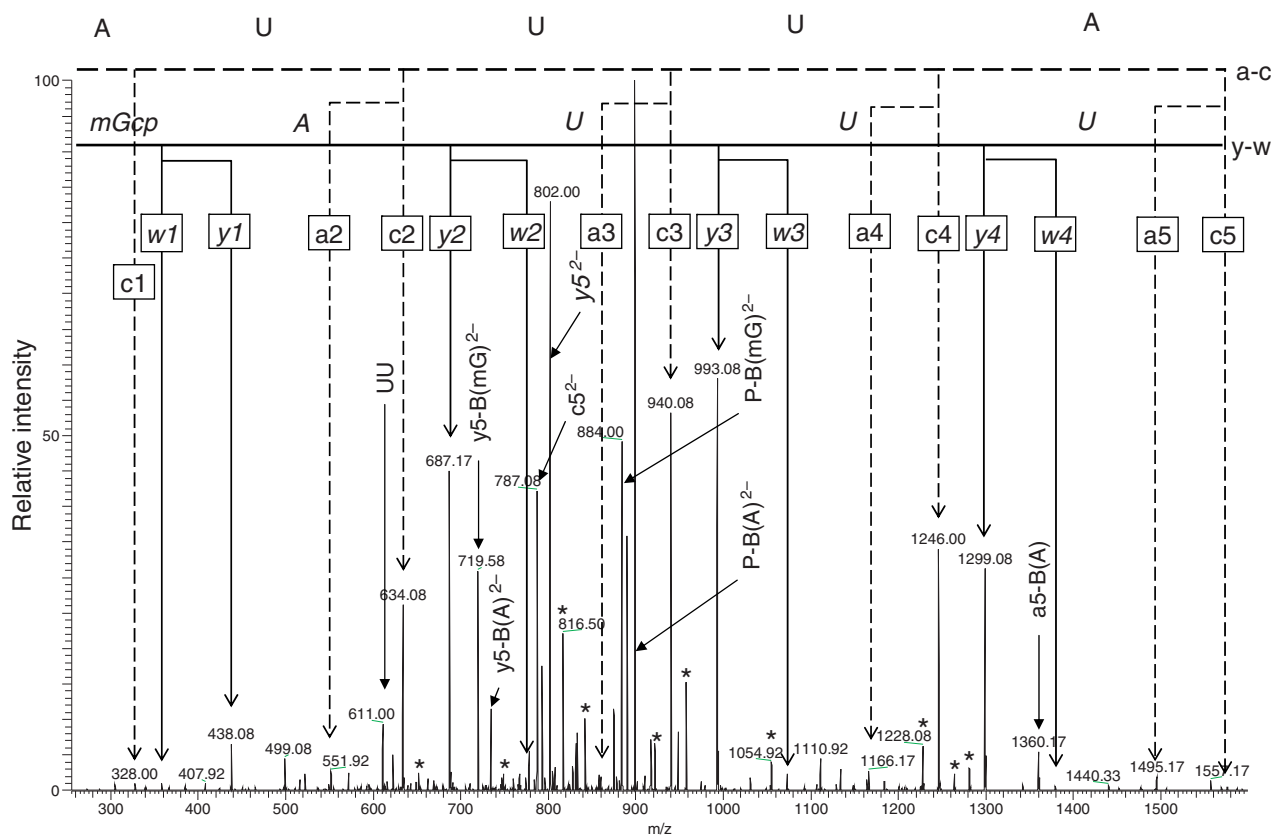 A U U U A
a-c
100
mGcp A U U U
y-w
802.00
w1 y1 a2 c2 y2 w2 a3 c3 y3 w3 a4 c4 y4 w4 a5 c5
c1
y5²⁻
UU
y5-B(mG)²⁻
c5²⁻
P-B(mG)²⁻
993.08
940.08
884.00
50
687.17
787.08
P-B(A)²⁻
1246.00
1299.08
719.58
a5-B(A)
634.08
y5-B(A)²⁻
* 816.50
611.00
* * * * * * * * *
438.08
499.08
551.92
1054.92
1110.92
1228.08
1166.17
1360.17
328.00
407.92
1440.33
1495.17
0
300 400 500 600 700 800 900 1000 1100 1200 1300 1400 1500
m/z
Relative intensity